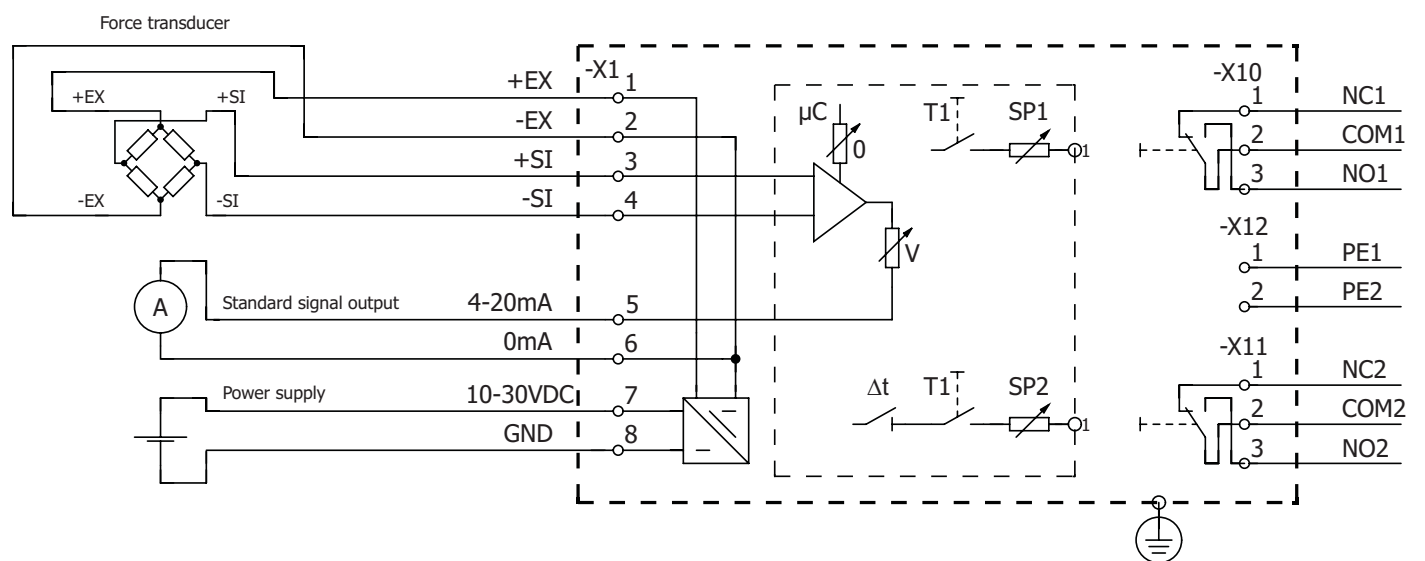 Force transducer
+EX
+SI
-EX
-SI
+EX
-EX
+SI
-SI
A
Standard signal output
4-20mA
0mA
Power supply
10-30VDC
GND
-X1
1
2
3
4
5
6
7
8
µC
0
V
T1
SP1
1
Δt
T1
SP2
1
-X10
1
NC1
2
COM1
3
NO1
-X12
1
PE1
2
PE2
-X11
1
NC2
2
COM2
3
NO2